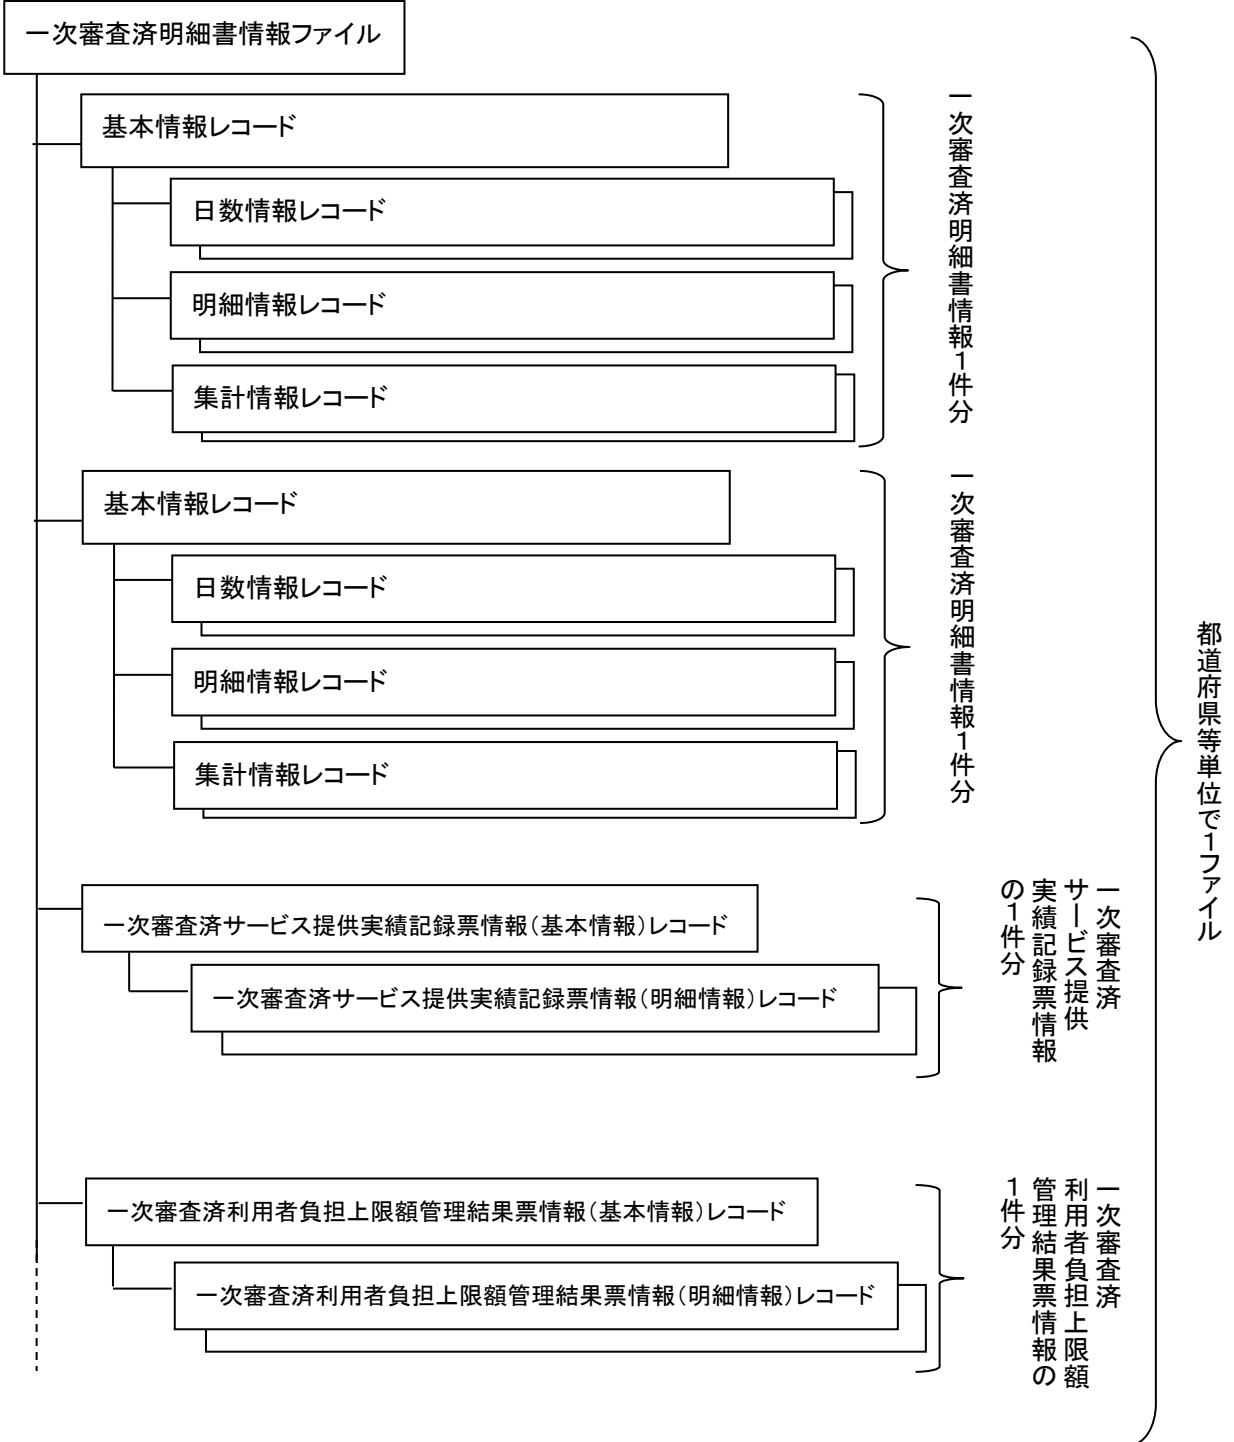 一次審査済明細書情報ファイル
基本情報レコード
日数情報レコード
明細情報レコード
集計情報レコード
一次審査済明細書情報1件分
基本情報レコード
日数情報レコード
明細情報レコード
集計情報レコード
一次審査済明細書情報1件分
一次審査済サービス提供実績記録票情報(基本情報)レコード
一次審査済サービス提供実績記録票情報(明細情報)レコード
一次審査済
サービス提供
実績記録票情報
の1件分
一次審査済利用者負担上限額管理結果票情報(基本情報)レコード
一次審査済利用者負担上限額管理結果票情報(明細情報)レコード
一次審査済
利用者負担上限額
管理結果票情報の
1件分
都道府県等単位で1ファイル